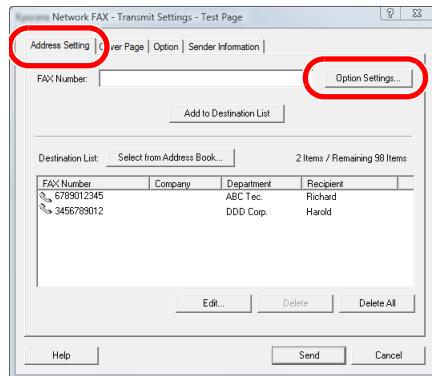 Network FAX - Transmit Settings - Test Page
Address Setting Cover Page Option Sender Information
FAX Number: Option Settings...
Add to Destination List
Destination List: Select from Address Book... 2 Items / Remaining 98 Items
FAX Number Company Department Recipient
6789012345 ABC Tec. Richard
3456789012 DDD Corp. Harold
Edit... Delete Delete All
Help Send Cancel